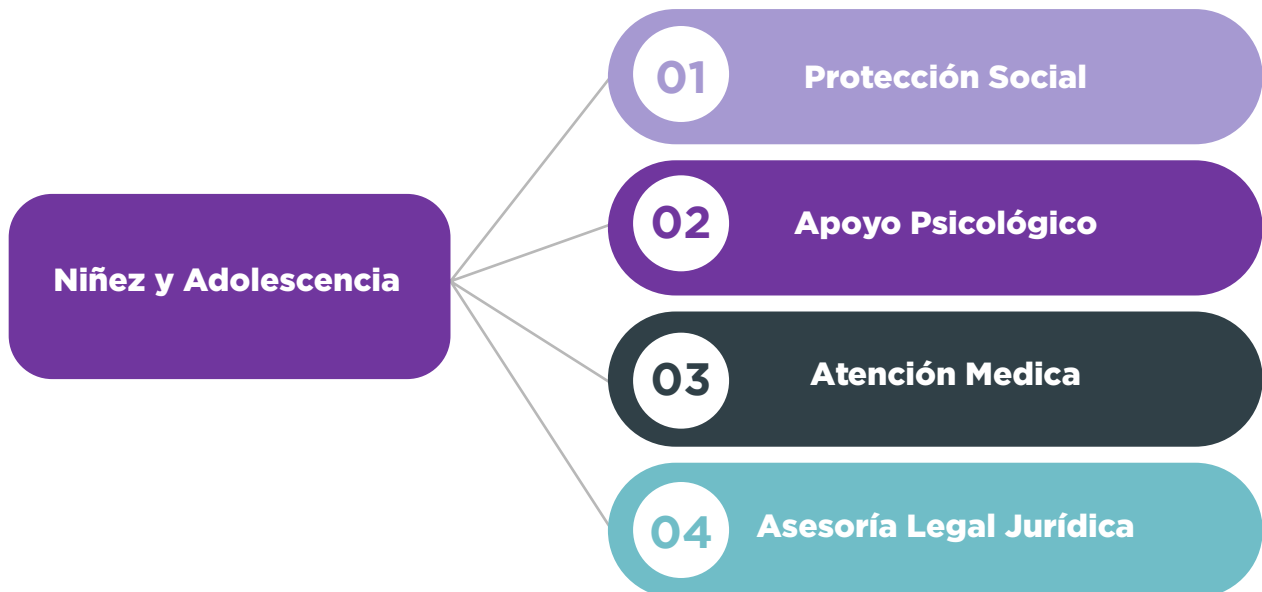 Niñez y Adolescencia
01
Protección Social
02
Apoyo Psicológico
03
Atención Medica
04
Asesoría Legal Jurídica